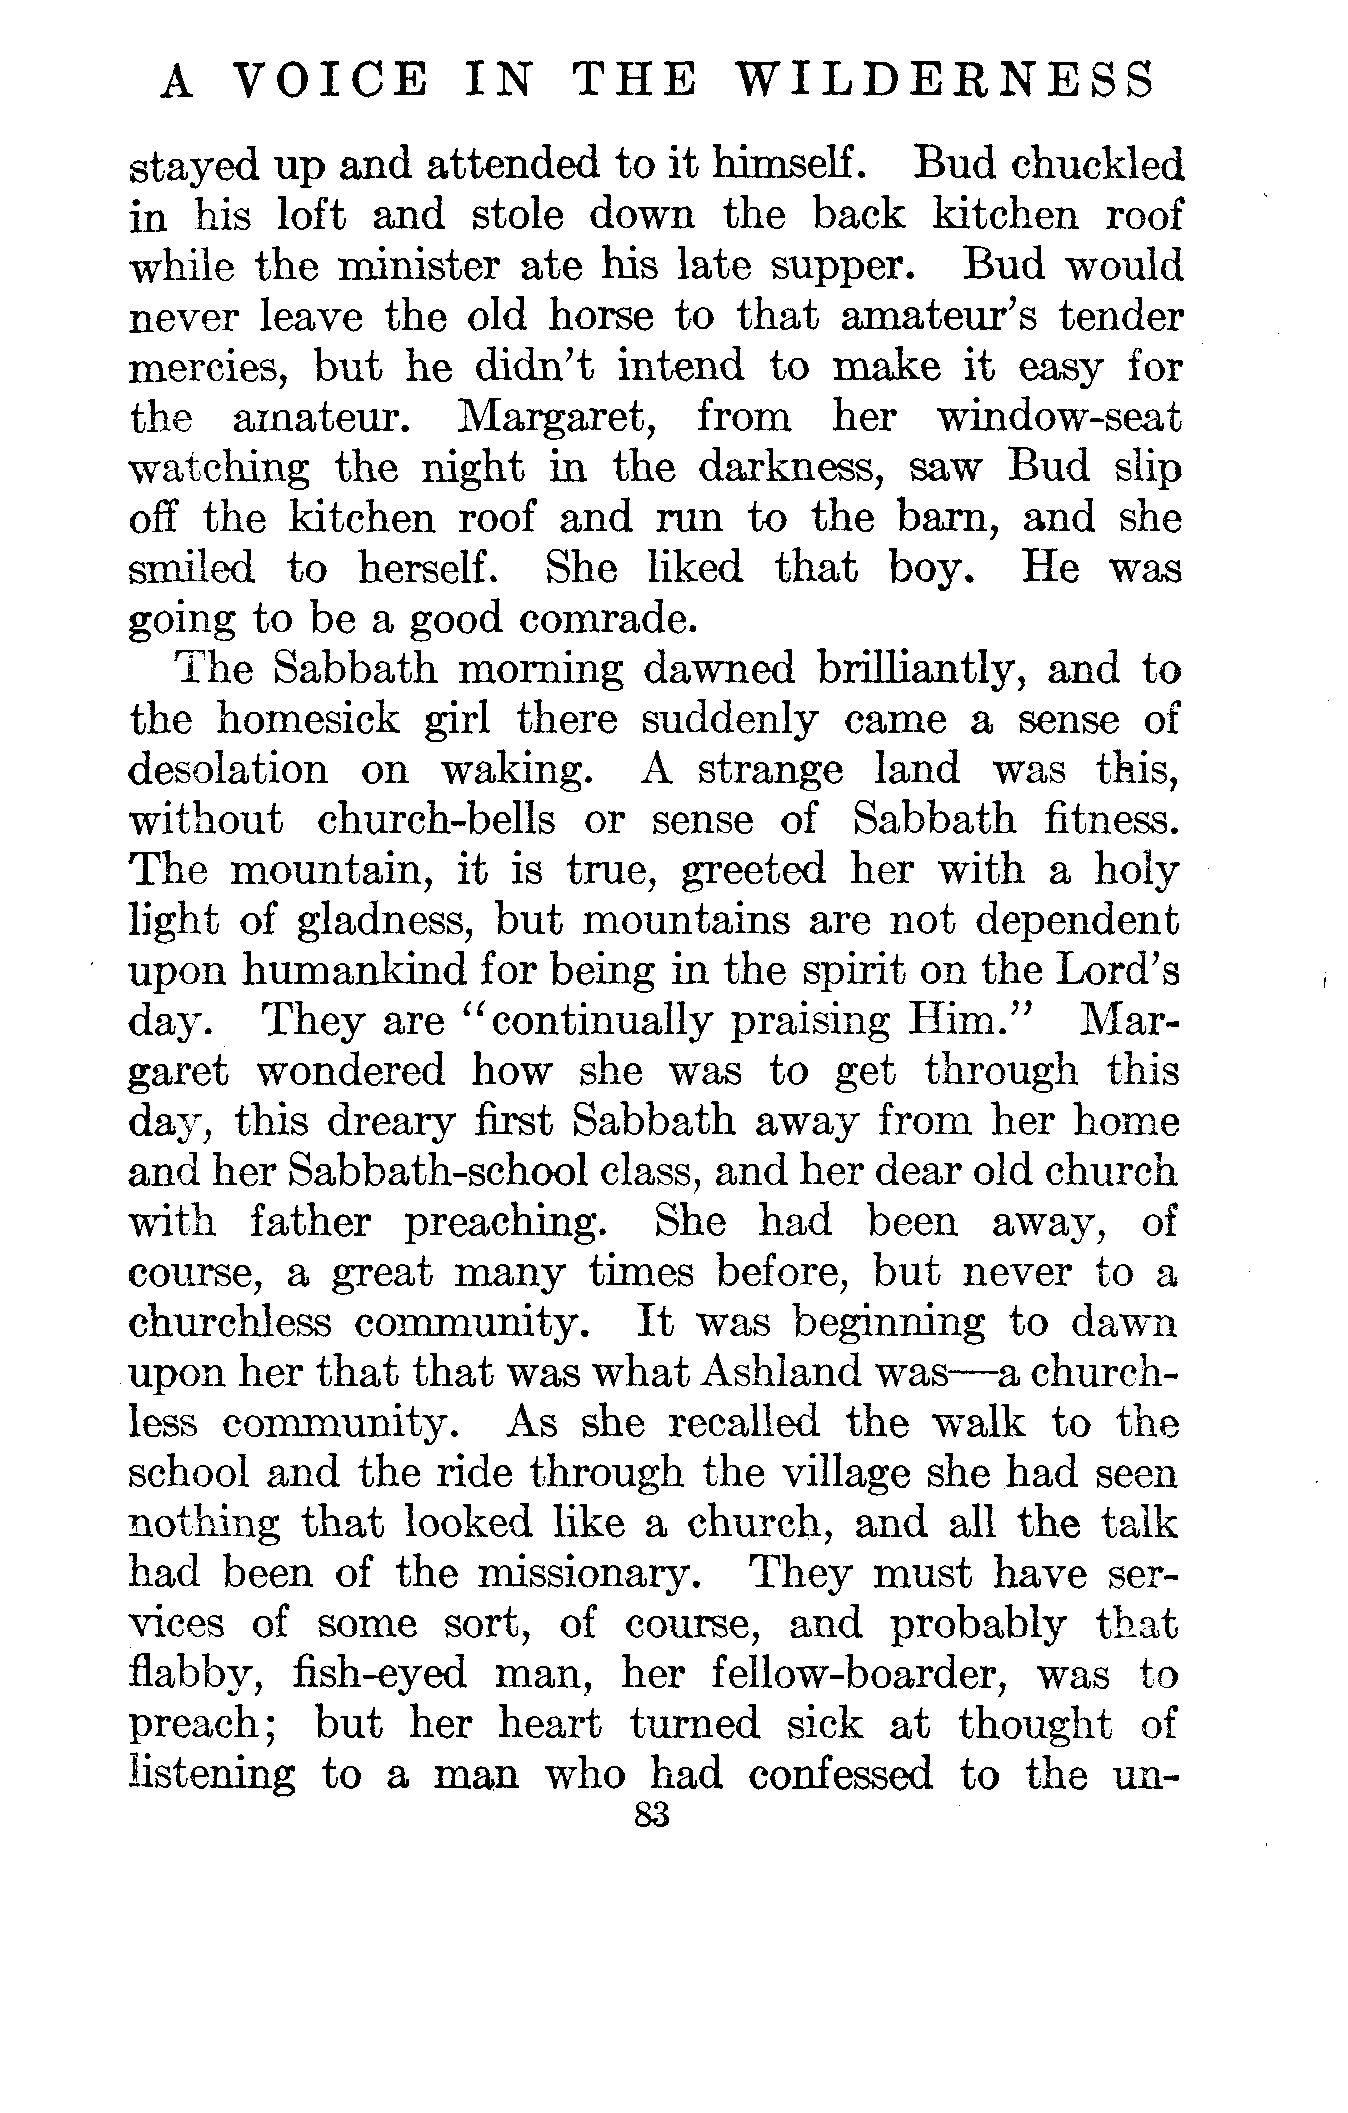 A VOICE IN THE WILDERNESS
stayed up and attended to it himself. Bud chuckled
in his loft and stole down the back kitchen roof
while the minister ate his late supper. Bud would
never leave the old horse to that amateur's tender
mercies, but he didn't intend to make it easy for
the amateur. Margaret, from her window-seat
watching the night in the darkness, saw Bud slip
off the kitchen roof and run to the barn, and she
smiled to herself. She liked that boy. He was
going to be a good comrade.
The Sabbath morning dawned brilliantly, and to
the homesick girl there suddenly came a sense of
desolation on waking. A strange land was this,
without church-bells or sense of Sabbath fitness.
The mountain, it is true, greeted her with a holy
light of gladness, but mountains are not dependent
upon humankind for being in the spirit on the Lord's
day. They are "continually praising Him." Mar-
garet wondered how she was to get through this
day, this dreary first Sabbath away from her home
and her Sabbath-school class, and her dear old church
with father preaching. She had been away, of
course, a great many times before, but never to a
churchless community. It was beginning to dawn
upon her that that was what Ashland was—a church-
less community. As she recalled the walk to the
school and the ride through the village she had seen
nothing that looked like a church, and all the talk
had been of the missionary. They must have ser-
vices of some sort, of course, and probably that
flabby, fish-eyed man, her fellow-boarder, was to
preach; but her heart turned sick at thought of
listening to a man who had confessed to the un-
83